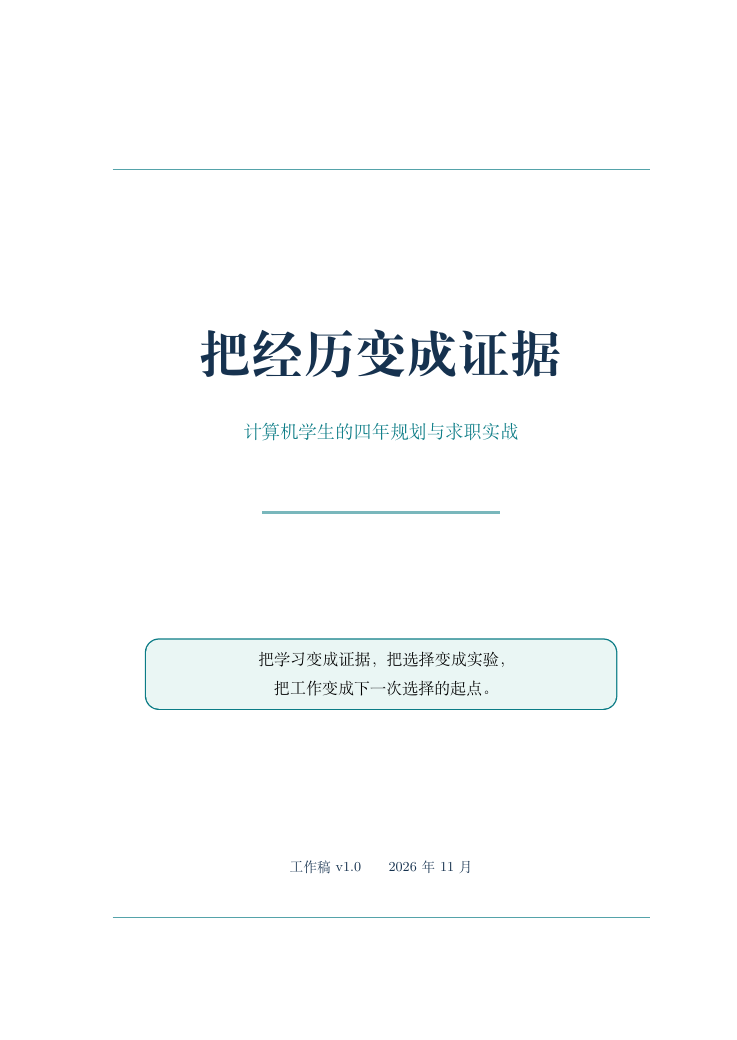 把经历变成证据
计算机学生的四年规划与求职实战
把学习变成证据，把选择变成实验，
把工作变成下一次选择的起点。
工作稿 v1.0 2026 年 11 月